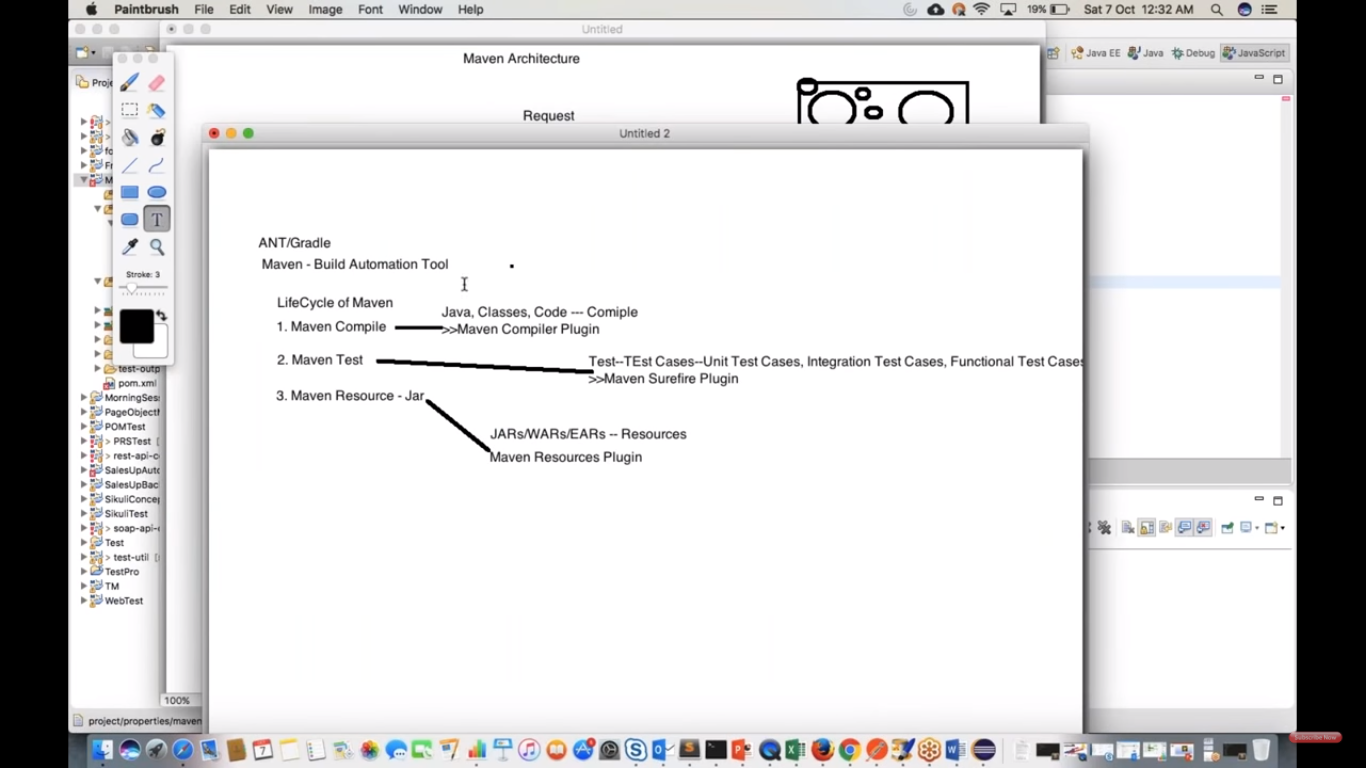 Paintbrush File Edit View Image Font Window Help 19% Sat 7 Oct 12:32 AM
Untitled
Java EE Java Debug JavaScript
Maven Architecture
Request
Untitled 2
Stroke: 3
ANT/Gradle
Maven - Build Automation Tool
LifeCycle of Maven
1. Maven Compile
Java, Classes, Code --- Comiple
>>Maven Compiler Plugin
2. Maven Test
Test--TEst Cases--Unit Test Cases, Integration Test Cases, Functional Test Cases
>>Maven Surefire Plugin
3. Maven Resource - Jar
JARs/WARs/EARs -- Resources
Maven Resources Plugin
Proje
T
test-outp
pom.xml
MorningSes
PageObject
POMTest
> PRSTest [
> rest-api-c
SalesUpAuto
SalesUpBac
SikuliConcep
SikuliTest
> soap-api-
Test
> test-util [
TestPro
TM
WebTest
100%
project/properties/maven
Subscribe Now